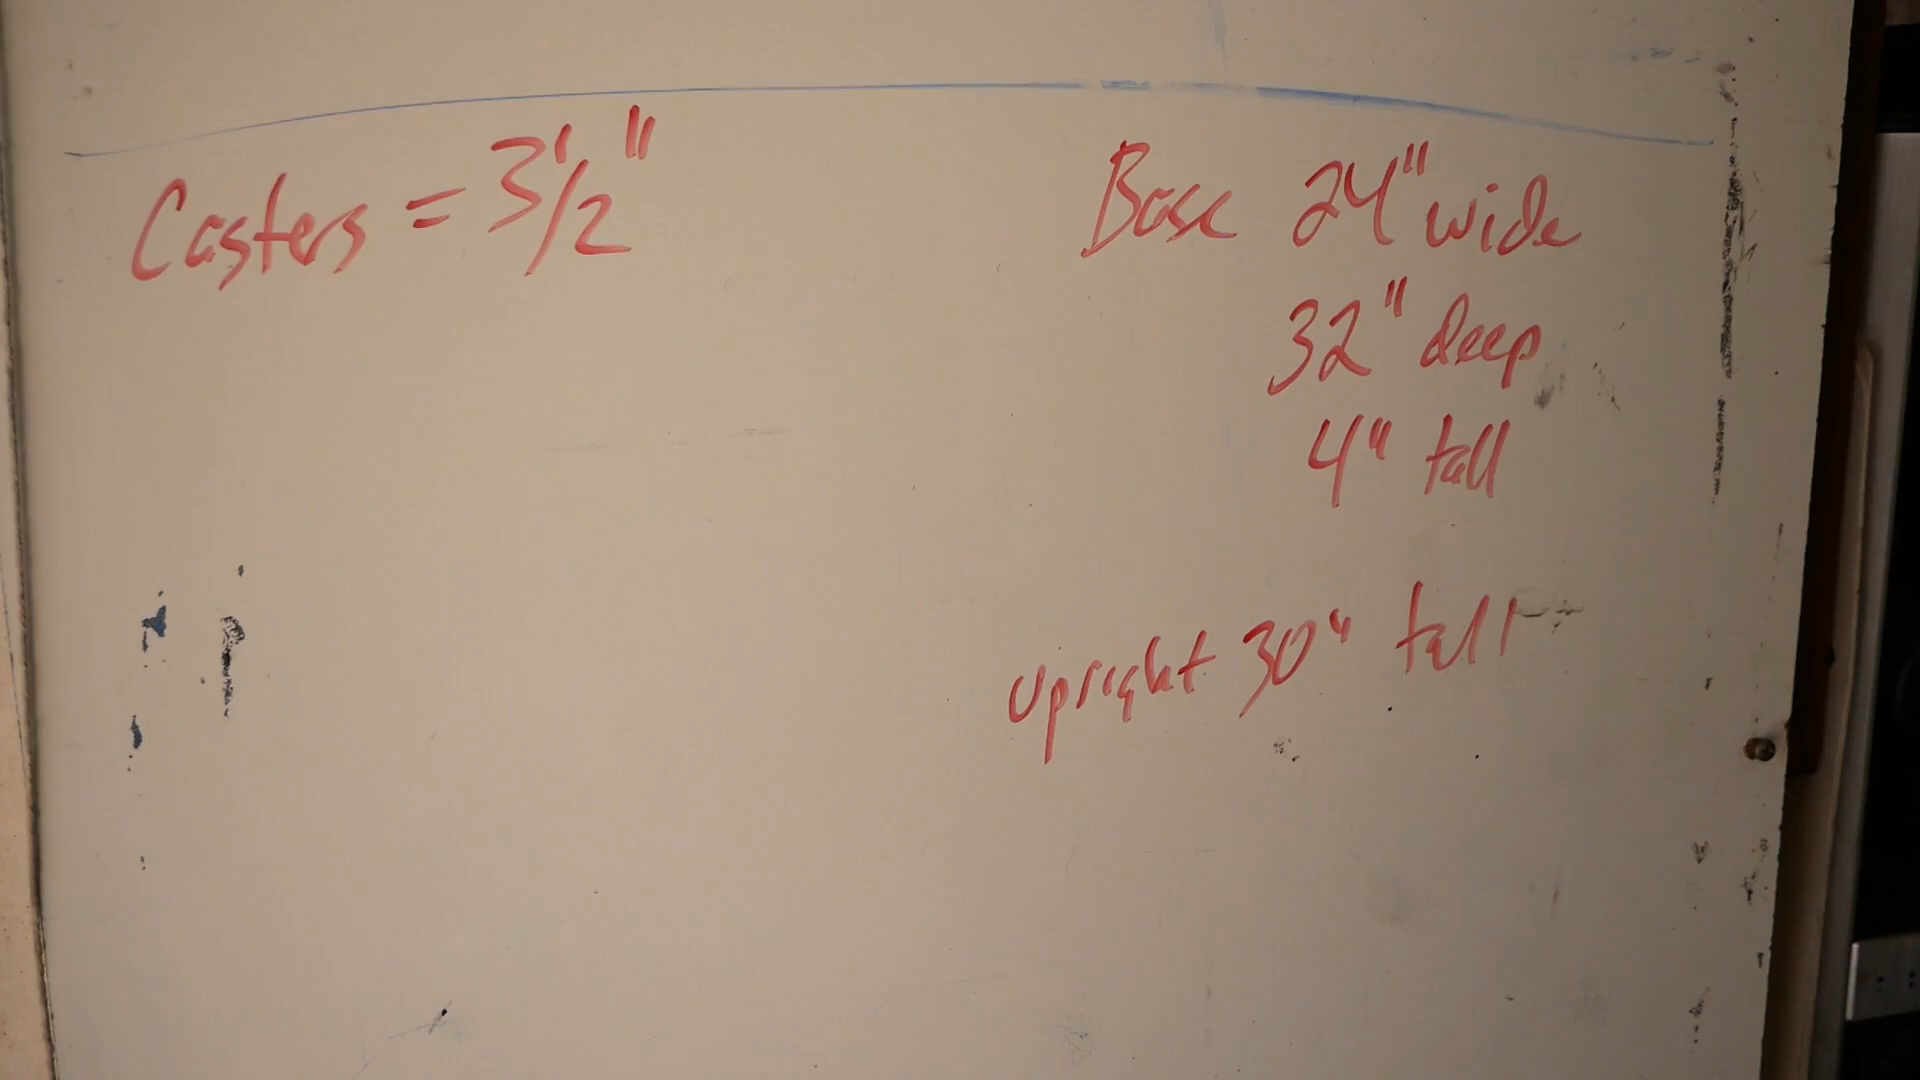 Casters = 3 1/2"
Base 24" wide
32" deep
4" tall
Upright 30" tall